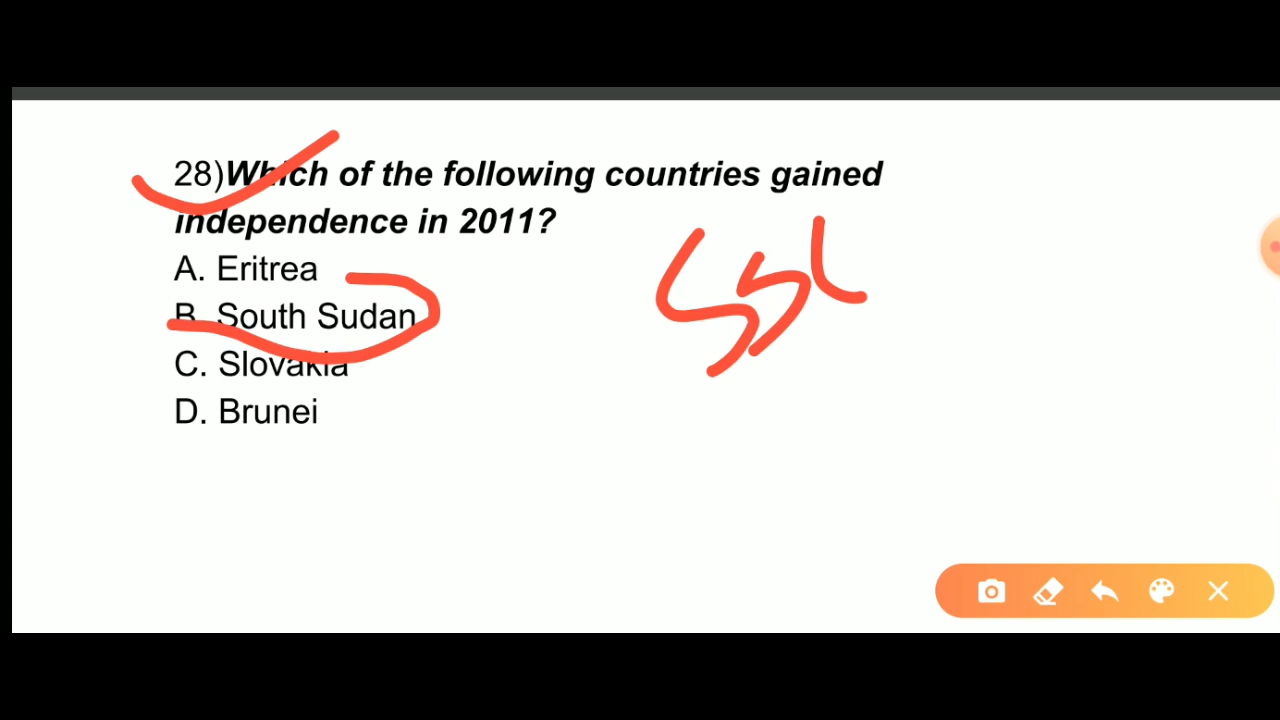 28)Which of the following countries gained
independence in 2011?
A. Eritrea
B. South Sudan
C. Slovakia
D. Brunei